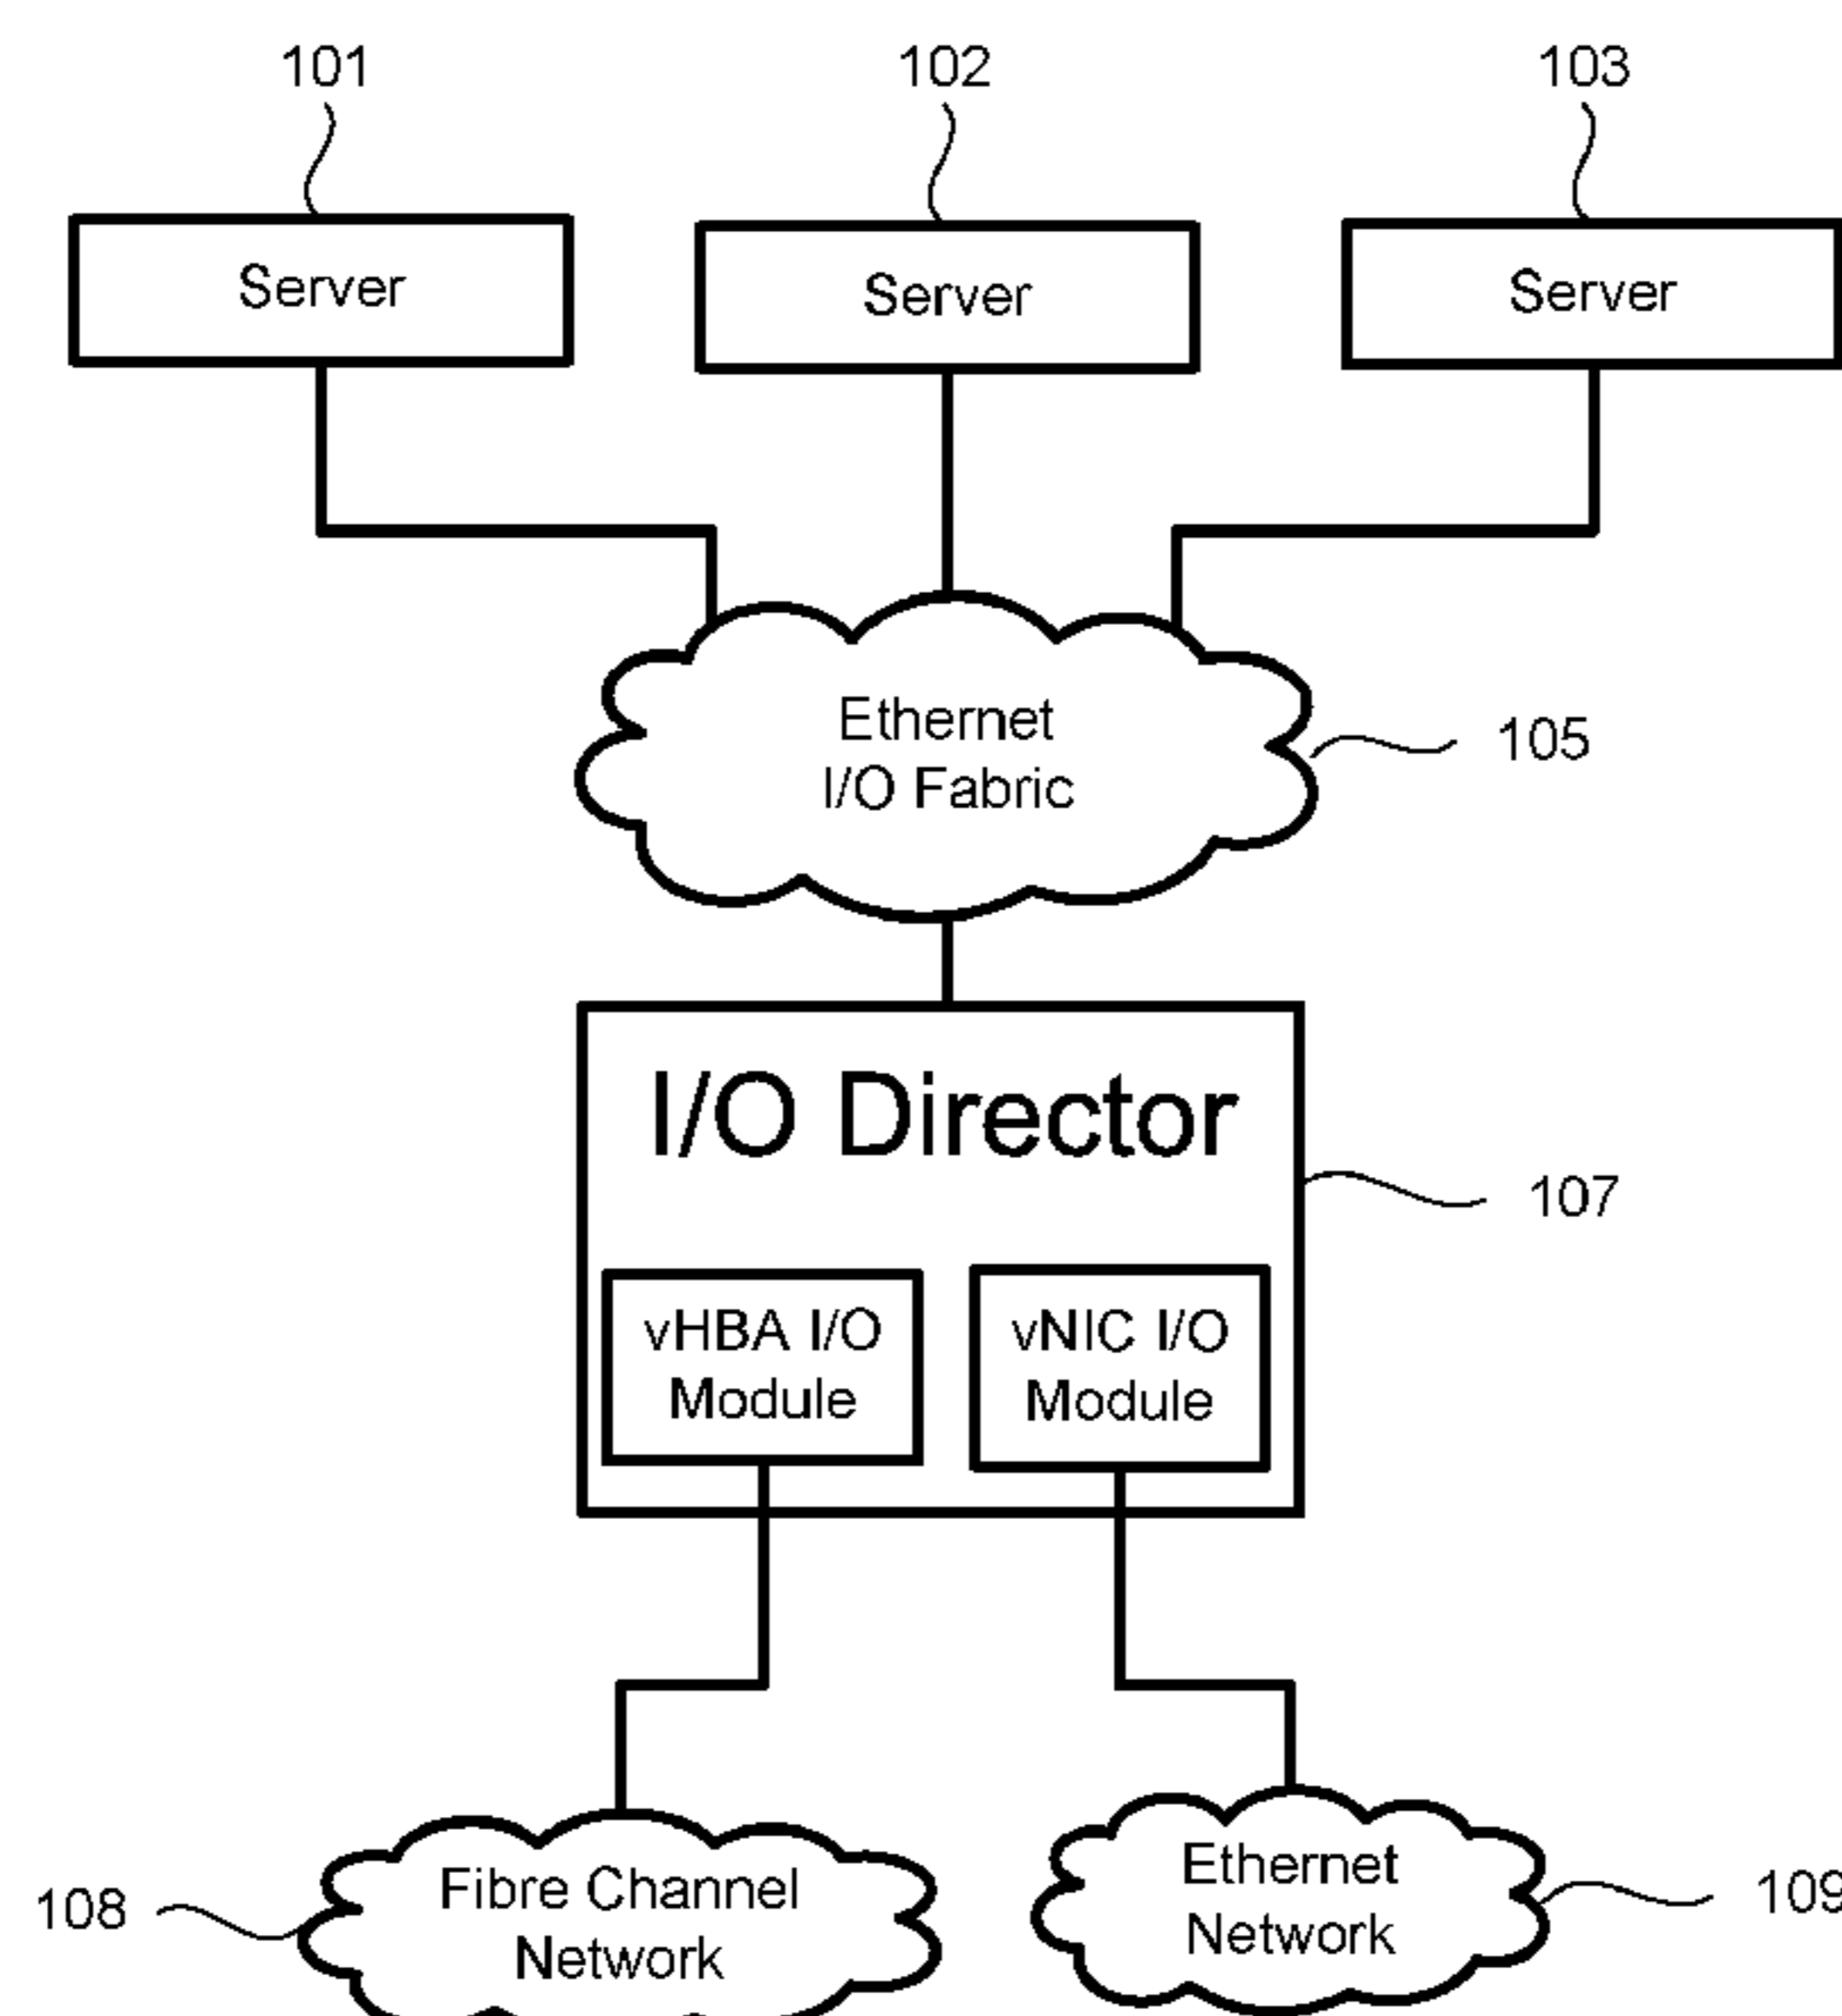 101
102
103
Server
Server
Server
Ethernet
I/O Fabric
105
I/O Director
107
vHBA I/O
Module
vNIC I/O
Module
108
Fibre Channel
Network
Ethernet
Network
109